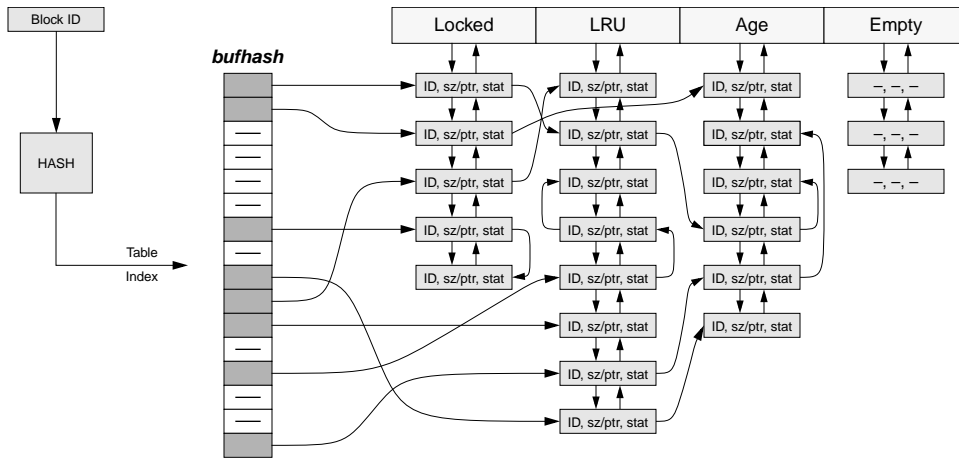 Block ID
Locked LRU Age Empty
bufhash
ID, sz/ptr, stat ID, sz/ptr, stat ID, sz/ptr, stat –, –, –
ID, sz/ptr, stat ID, sz/ptr, stat ID, sz/ptr, stat –, –, –
HASH
ID, sz/ptr, stat ID, sz/ptr, stat ID, sz/ptr, stat –, –, –
ID, sz/ptr, stat ID, sz/ptr, stat ID, sz/ptr, stat
Table
Index
ID, sz/ptr, stat ID, sz/ptr, stat ID, sz/ptr, stat
ID, sz/ptr, stat ID, sz/ptr, stat
ID, sz/ptr, stat
ID, sz/ptr, stat